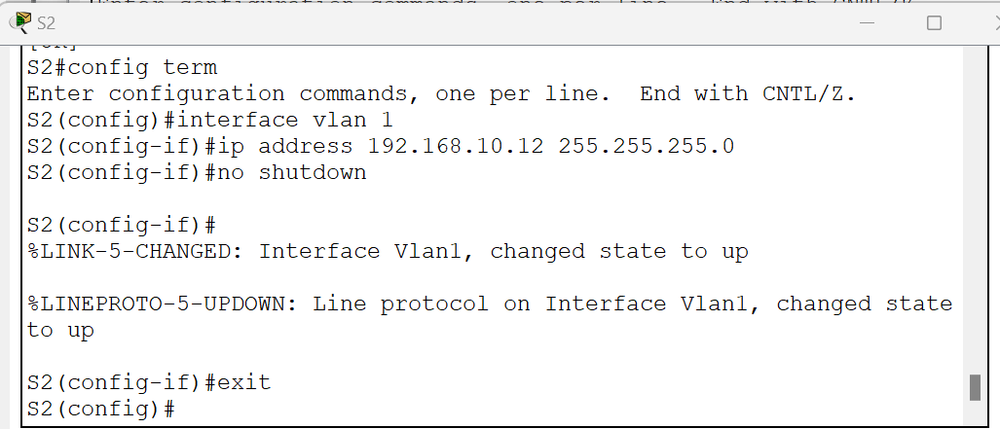 S2
S2#config term
Enter configuration commands, one per line.  End with CNTL/Z.
S2(config)#interface vlan 1
S2(config-if)#ip address 192.168.10.12 255.255.255.0
S2(config-if)#no shutdown
S2(config-if)#
%LINK-5-CHANGED: Interface Vlan1, changed state to up
%LINEPROTO-5-UPDOWN: Line protocol on Interface Vlan1, changed state
to up
S2(config-if)#exit
S2(config)#